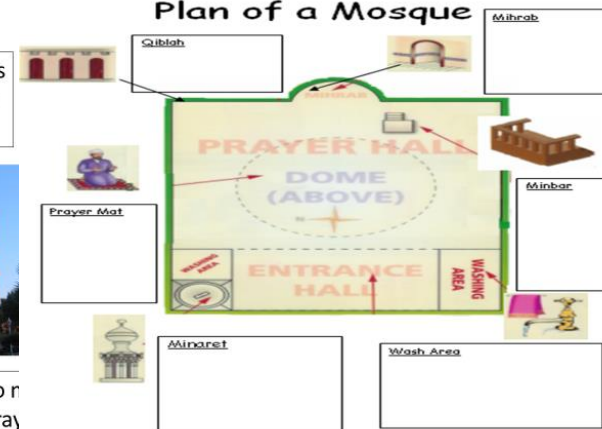 Plan of a Mosque
Mihrab
Qiblah
s
MIHRAB
PRAYER HALL
DOME
(ABOVE)
N
Minbar
Prayer Mat
WASHING
AREA
ENTRANCE
HALL
WASHING
AREA
Minaret
Wash Area